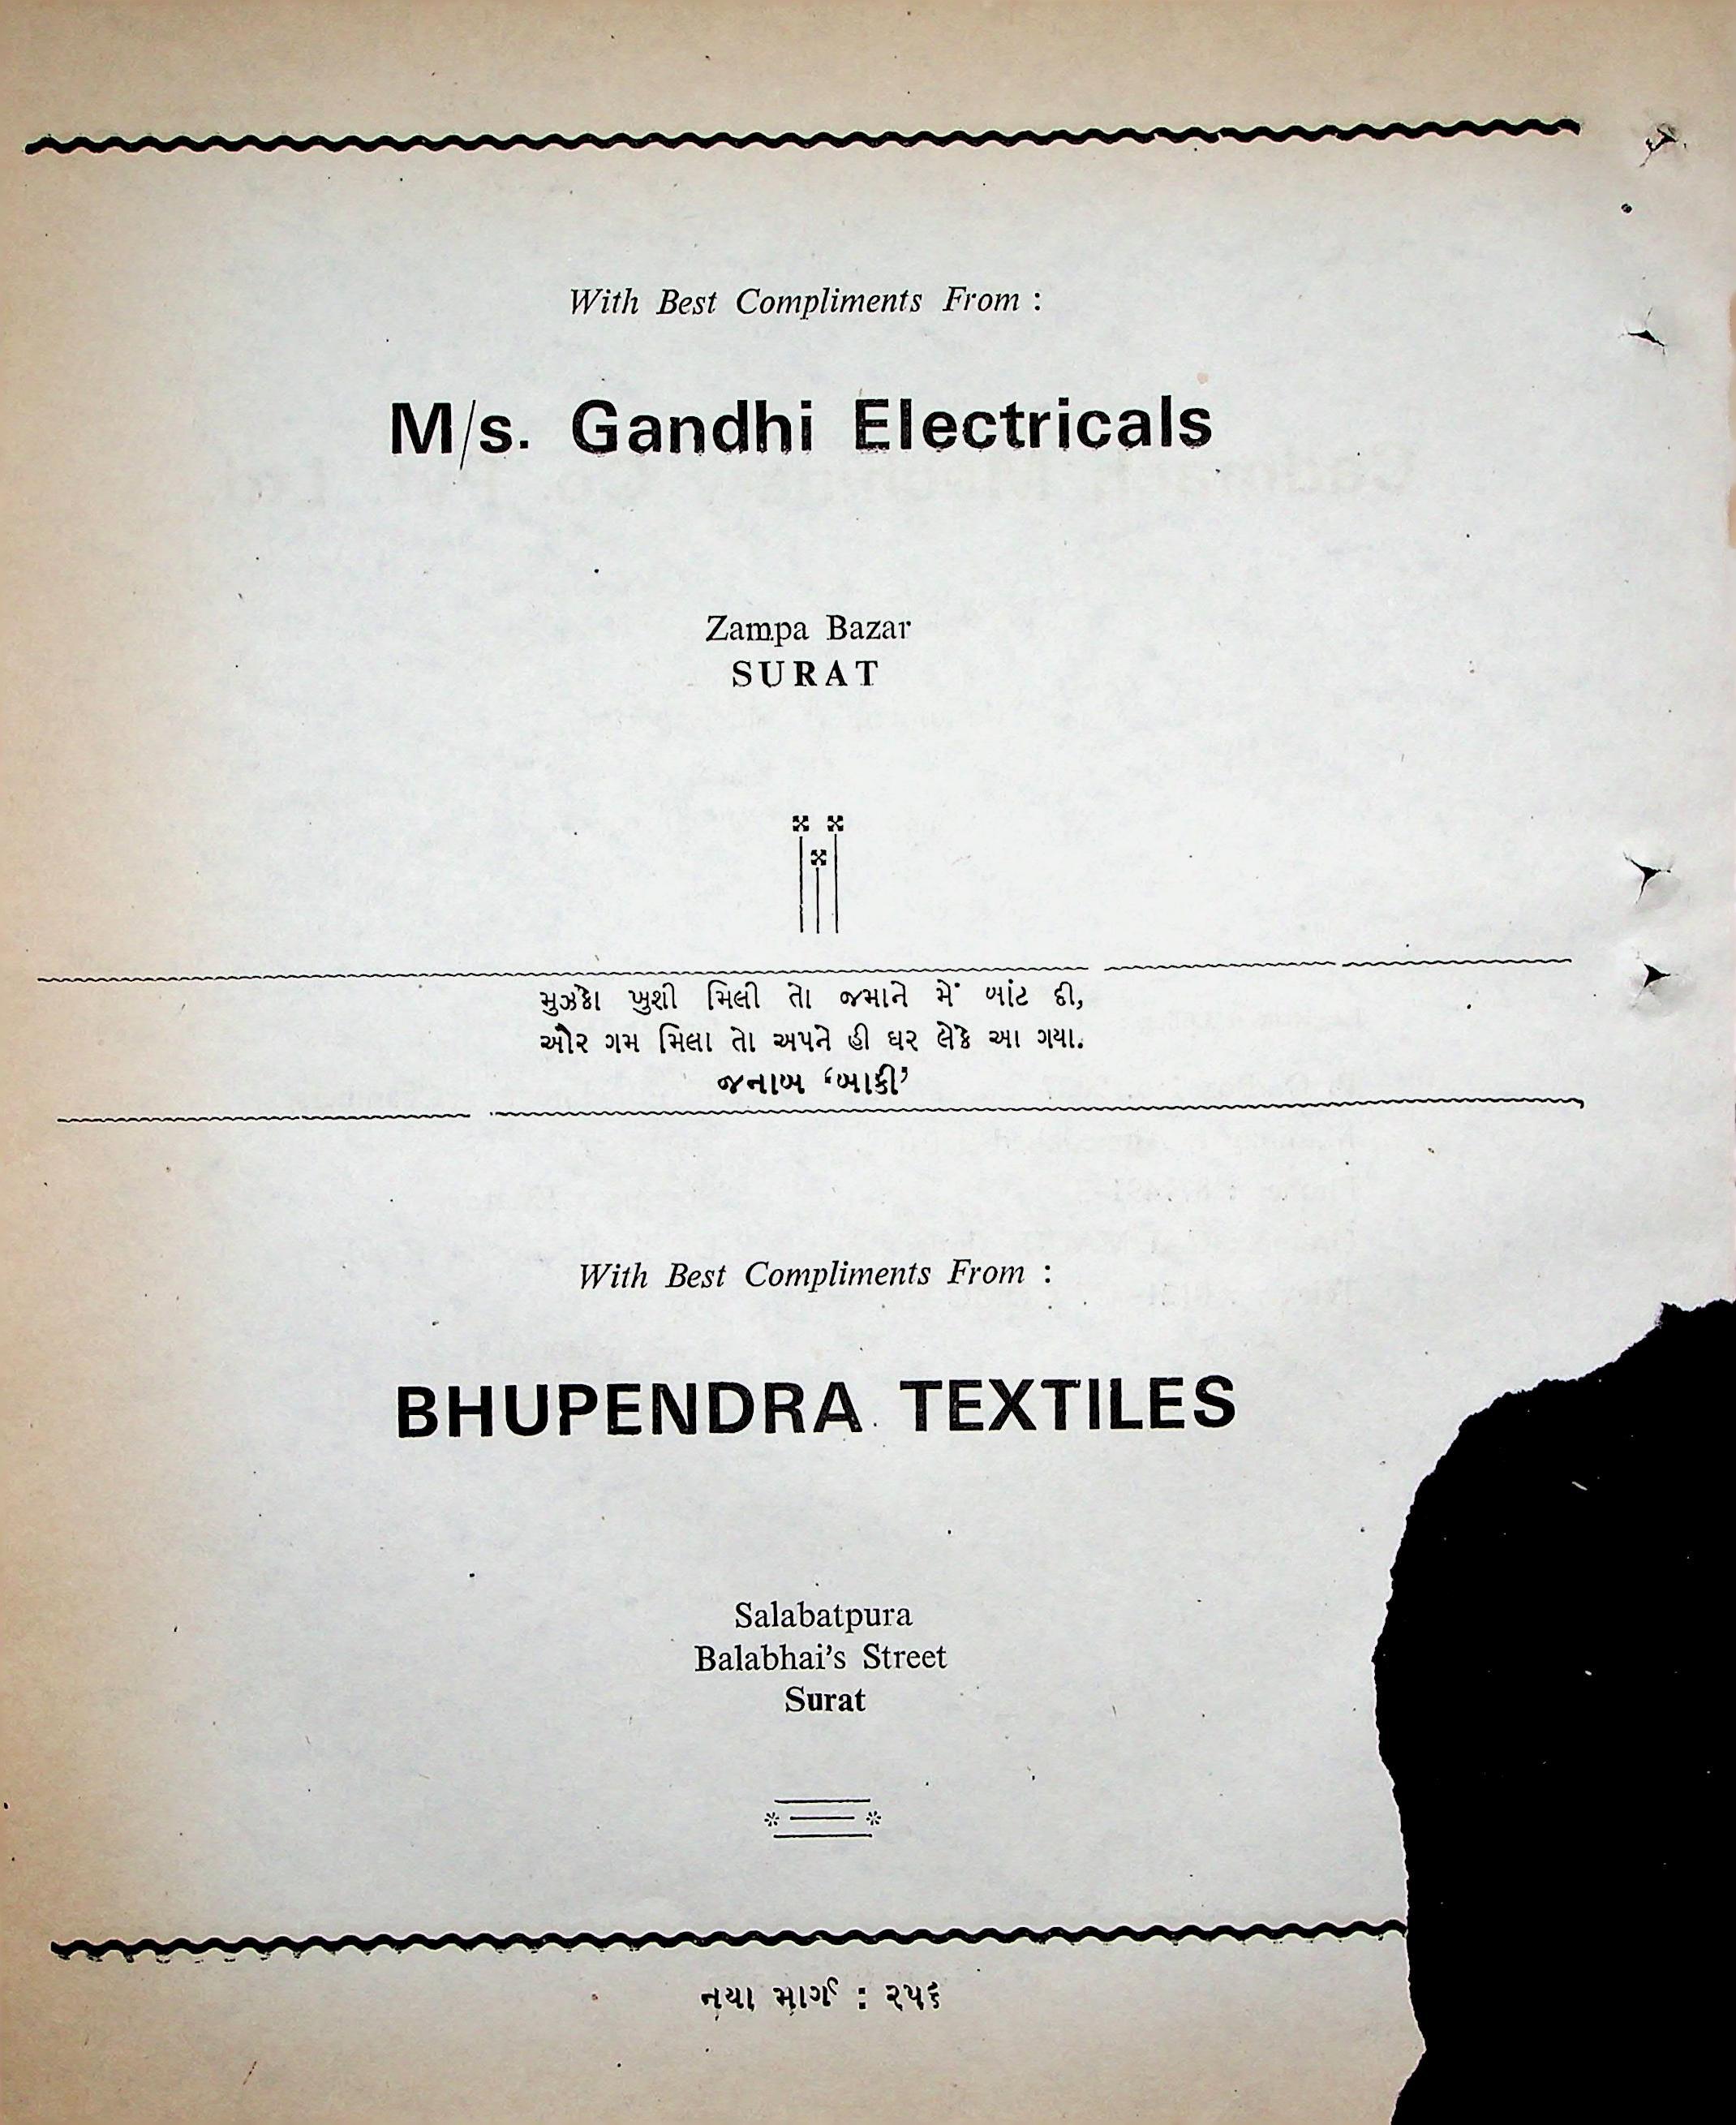 With Best Compliments From :
M/s. Gandhi Electricals
Zampa Bazar
SURAT
મુઝકો ખુશી મિલી તો જમાને મેં બાંટ દી,
ઔર ગમ મિલા તો અપને હી ઘર લેકે આ ગયા.
જનાબ ‘બાકી’
With Best Compliments From :
BHUPENDRA TEXTILES
Salabatpura
Balabhai's Street
Surat
નયા માર્ગ : ૨૫૬